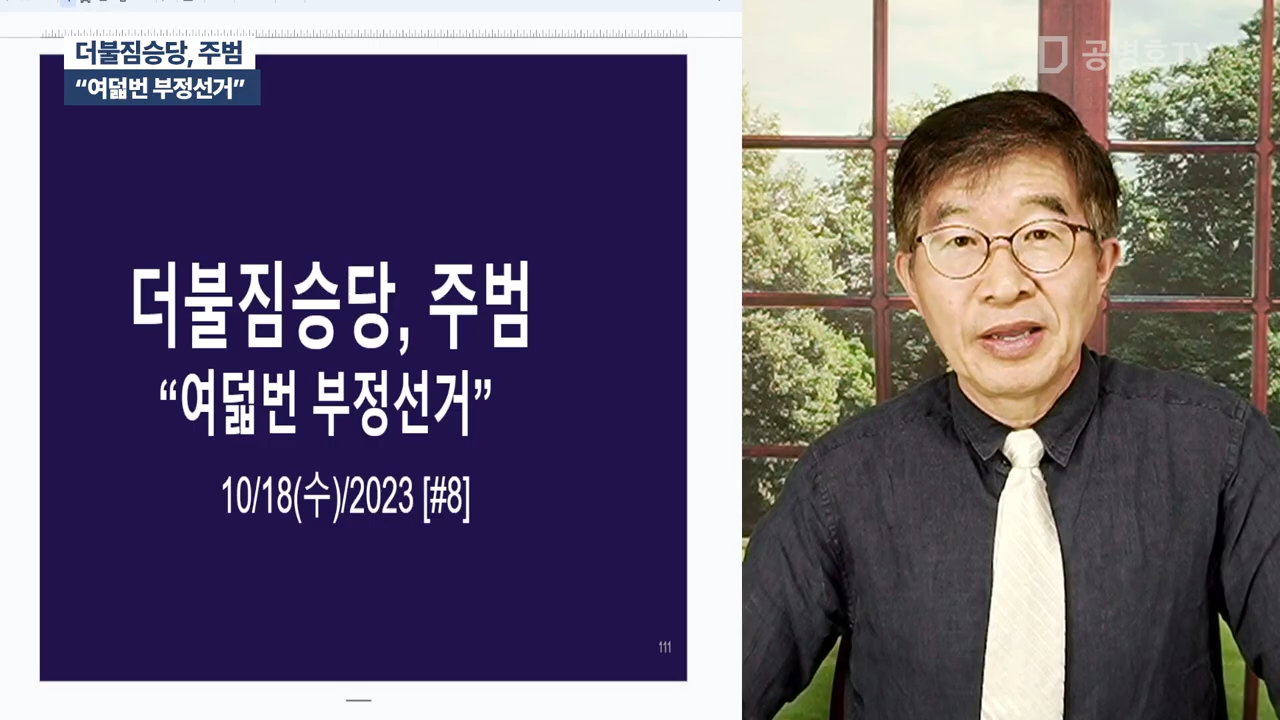 더불짐승당, 주범
“여덟번 부정선거”
더불짐승당, 주범
“여덟번 부정선거”
10/18(수)/2023 [#8]
111
공병호TV